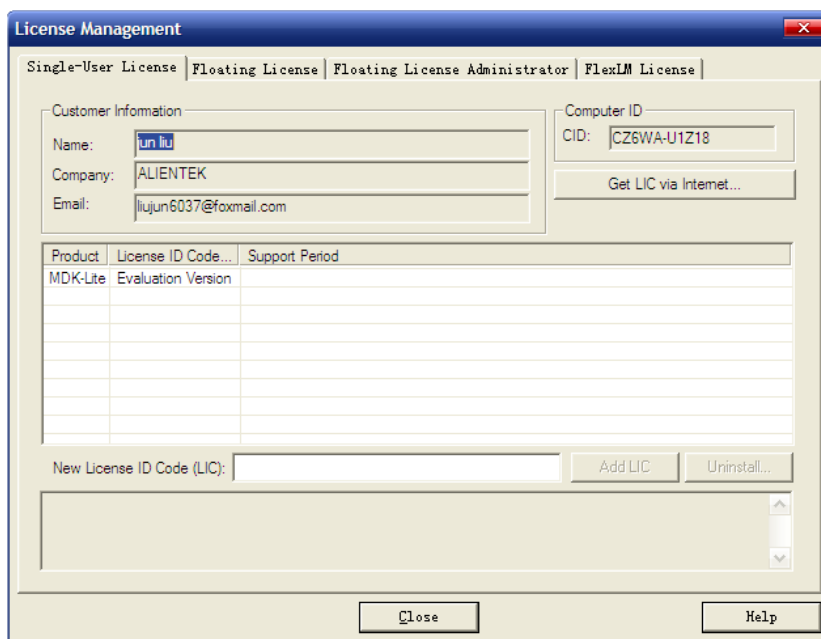 License Management
Single-User License Floating License Floating License Administrator FlexLM License
Customer Information
Name: jun liu
Company: ALIENTEK
Email: liujun6037@foxmail.com
Computer ID
CID: CZ6WA-U1Z18
Get LIC via Internet...
Product License ID Code... Support Period
MDK-Lite Evaluation Version
New License ID Code (LIC): Add LIC Uninstall...
Close Help